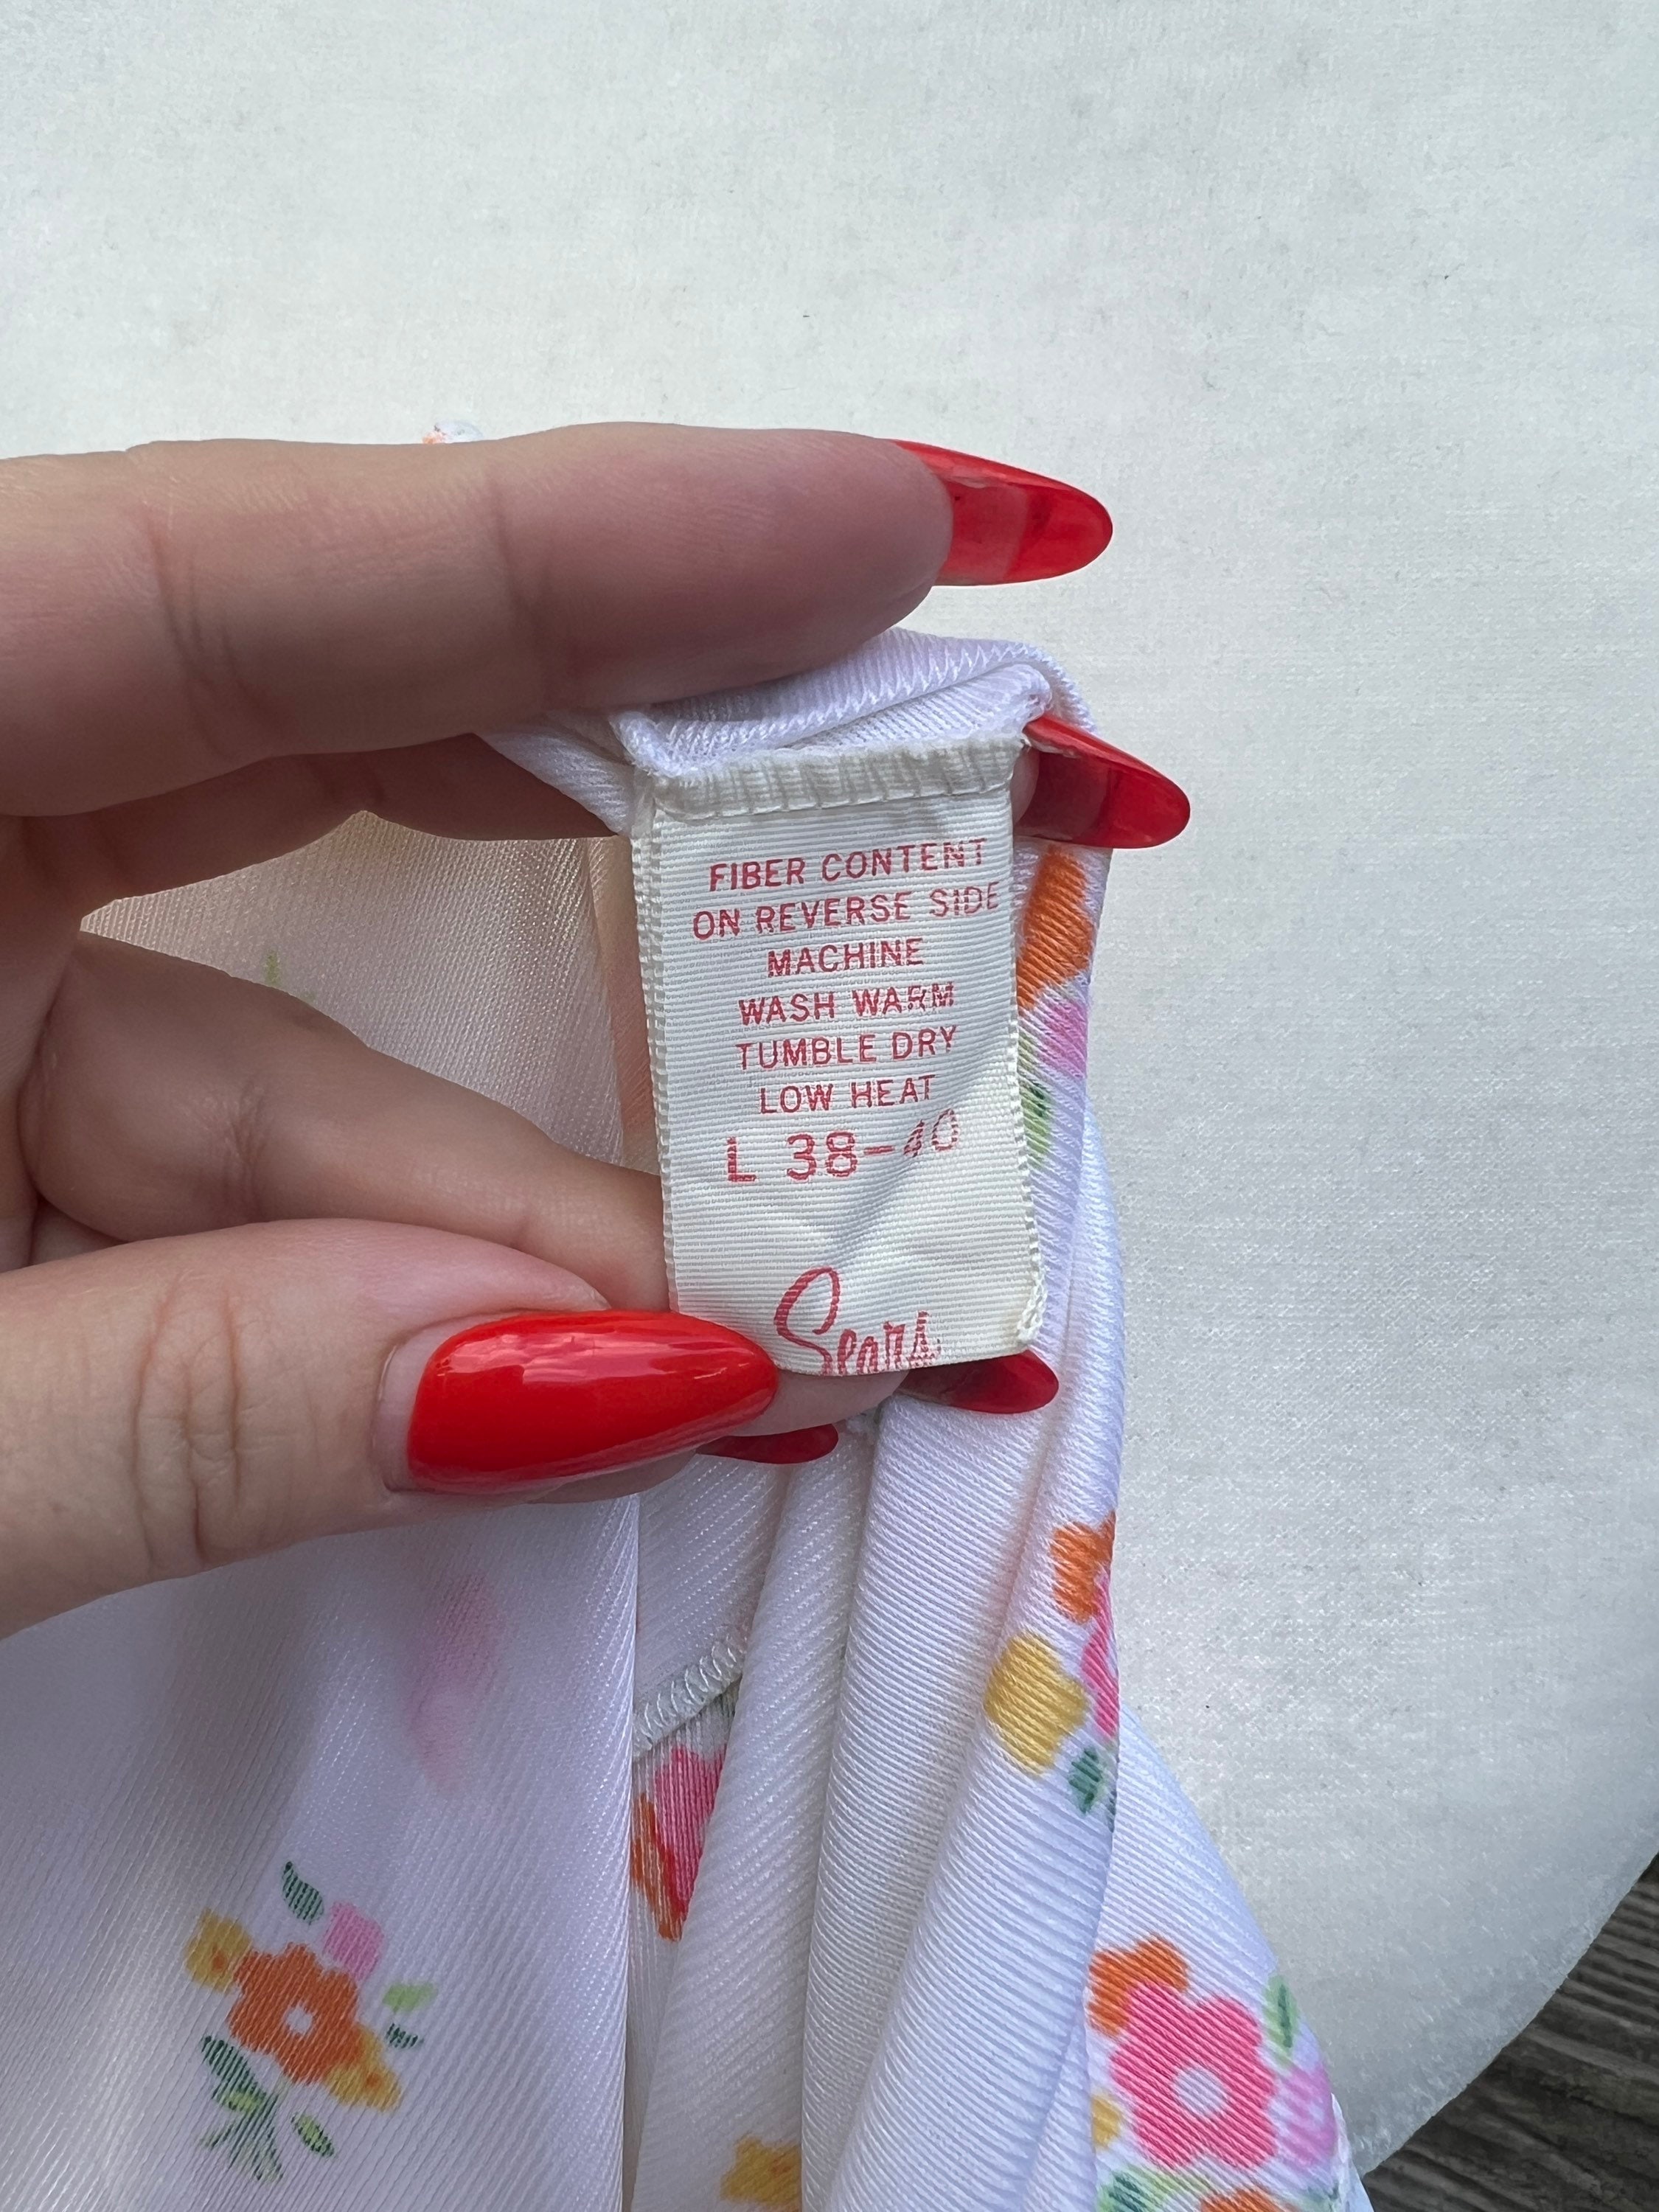 FIBER CONTENT
ON REVERSE SIDE
MACHINE
WASH WARM
TUMBLE DRY
LOW HEAT
L 38-40
Sears